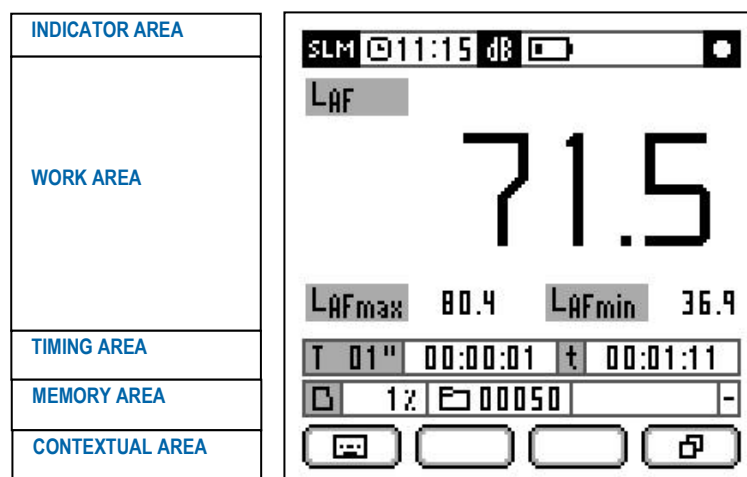 INDICATOR AREA
WORK AREA
TIMING AREA
MEMORY AREA
CONTEXTUAL AREA
SLM 11:15 dB
LAF
71.5
LAFmax 80.4 LAFmin 36.9
T 01" 00:00:01 t 00:01:11
1% 00050 -